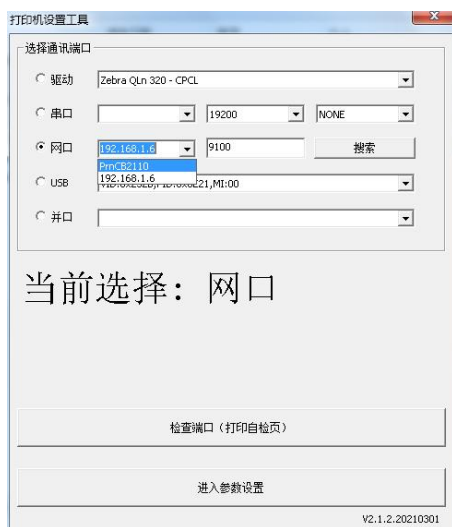 打印机设置工具
选择通讯端口
驱动 Zebra QLn 320 - CPCL
串口 19200 NONE
网口 192.168.1.6 9100 搜索
PrnCB2110
192.168.1.6
USB
并口
当前选择: 网口
检查端口 (打印自检页)
进入参数设置
V2.1.2.20210301